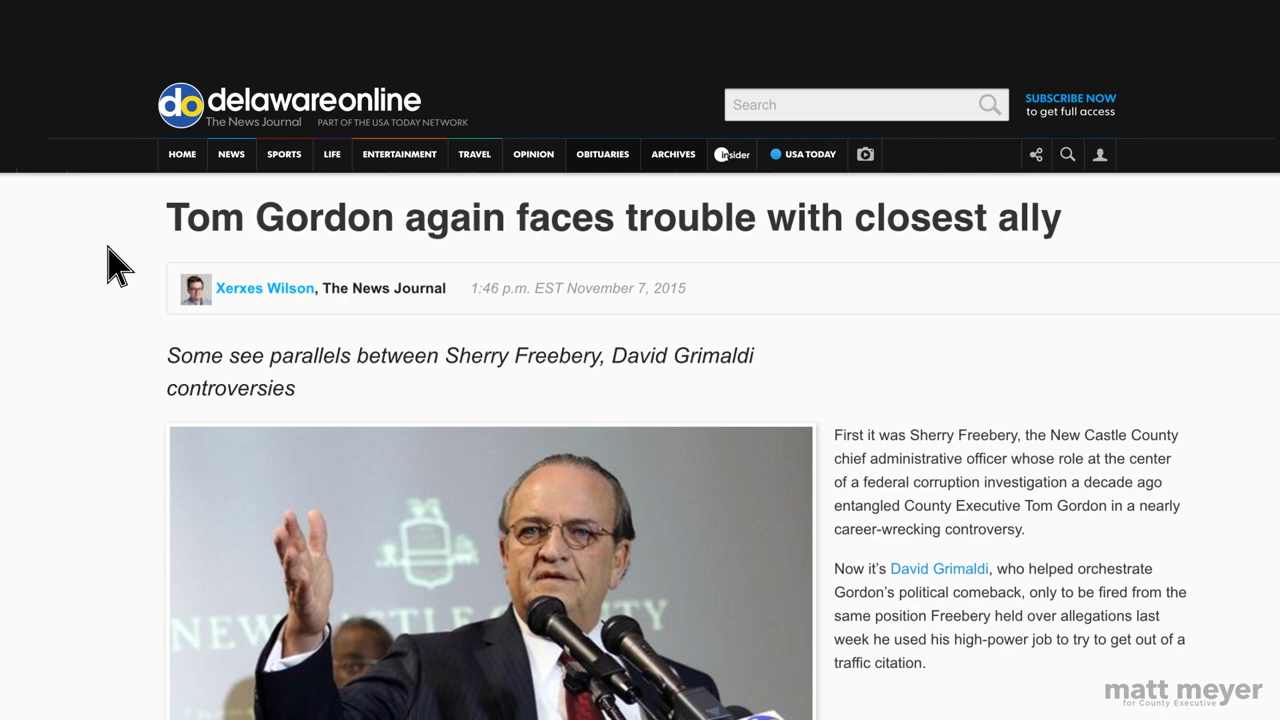 do delawareonline
The News Journal PART OF THE USA TODAY NETWORK
Search
SUBSCRIBE NOW
to get full access
HOME NEWS SPORTS LIFE ENTERTAINMENT TRAVEL OPINION OBITUARIES ARCHIVES insider USA TODAY
Tom Gordon again faces trouble with closest ally
Xerxes Wilson, The News Journal 1:46 p.m. EST November 7, 2015
Some see parallels between Sherry Freebery, David Grimaldi
controversies
NEW CASTLE COUNTY
First it was Sherry Freebery, the New Castle County
chief administrative officer whose role at the center
of a federal corruption investigation a decade ago
entangled County Executive Tom Gordon in a nearly
career-wrecking controversy.
Now it's David Grimaldi, who helped orchestrate
Gordon's political comeback, only to be fired from the
same position Freebery held over allegations last
week he used his high-power job to try to get out of a
traffic citation.
matt meyer
for County Executive